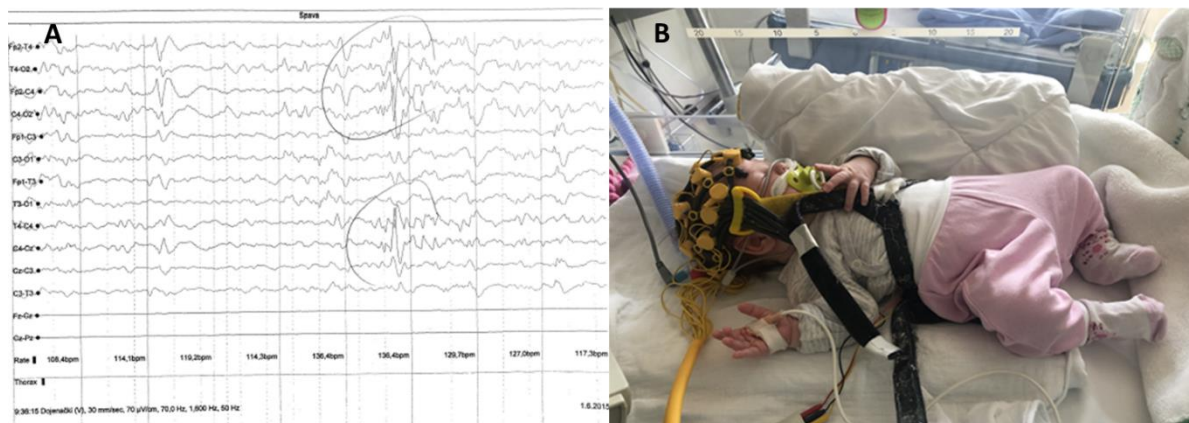 A
Spava
Fp2-T4
T4-O2
Fp2-C4
C4-O2
Fp1-C3
C3-O1
Fp1-T3
T3-O1
T4-C4
C4-Cz
Cz-C3
C3-T3
Fz-Cz
Cz-Pz
Rate 108,4bpm 114,1bpm 119,2bpm 114,3bpm 136,4bpm 136,4bpm 129,7bpm 127,0bpm 117,3bpm
Thorax
9:36:15 Dojenački (V), 30 mm/sec, 70 µV/cm, 70,0 Hz, 1,600 Hz, 50 Hz
1.6.2015
B
20 15 10 5 0 5 10 15 20